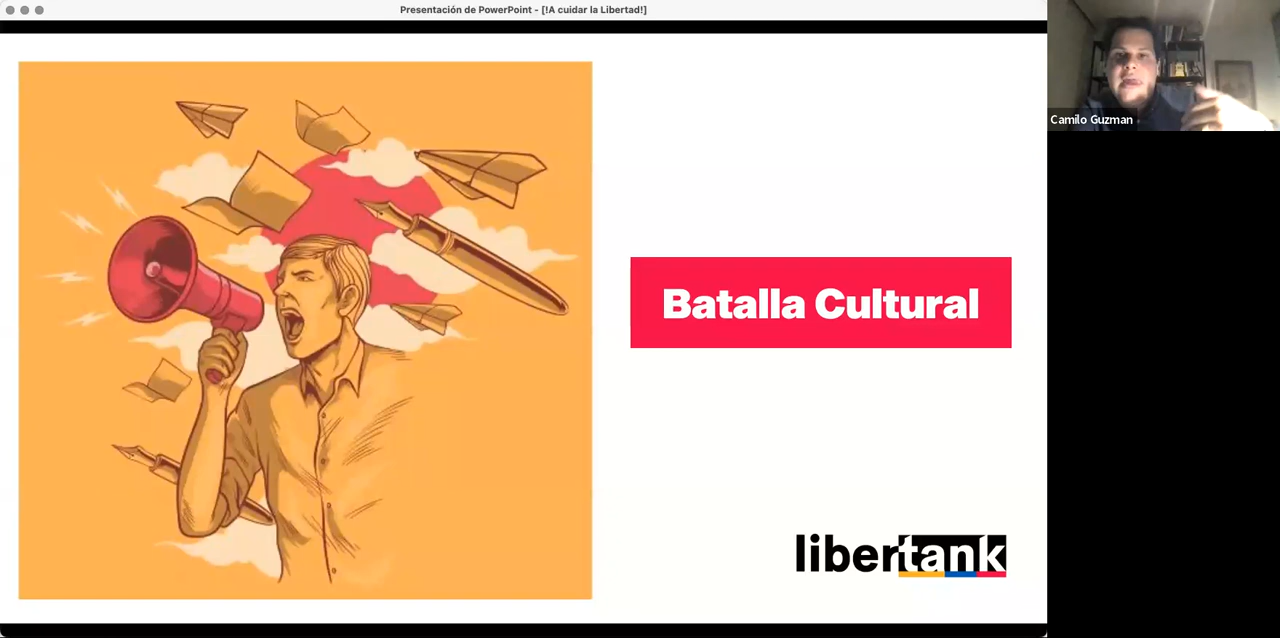 Presentación de PowerPoint - [!A cuidar la Libertad!]
Camilo Guzman
Batalla Cultural
libertank